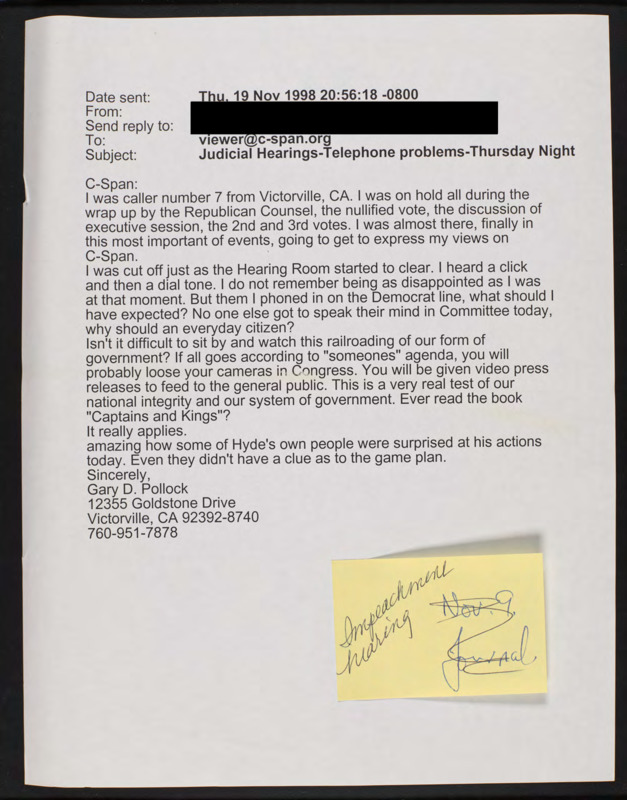 Date sent: Thu, 19 Nov 1998 20:56:18 -0800
From:
Send reply to:
To: viewer@c-span.org
Subject: Judicial Hearings-Telephone problems-Thursday Night
C-Span:
I was caller number 7 from Victorville, CA. I was on hold all during the
wrap up by the Republican Counsel, the nullified vote, the discussion of
executive session, the 2nd and 3rd votes. I was almost there, finally in
this most important of events, going to get to express my views on
C-Span.
I was cut off just as the Hearing Room started to clear. I heard a click
and then a dial tone. I do not remember being as disappointed as I was
at that moment. But them I phoned in on the Democrat line, what should I
have expected? No one else got to speak their mind in Committee today,
why should an everyday citizen?
Isn't it difficult to sit by and watch this railroading of our form of
government? If all goes according to "someones" agenda, you will
probably loose your cameras in Congress. You will be given video press
releases to feed to the general public. This is a very real test of our
national integrity and our system of government. Ever read the book
"Captains and Kings"?
It really applies.
amazing how some of Hyde's own people were surprised at his actions
today. Even they didn't have a clue as to the game plan.
Sincerely,
Gary D. Pollock
12355 Goldstone Drive
Victorville, CA 92392-8740
760-951-7878
Impeachment
hearing
Nov. 9
Journal